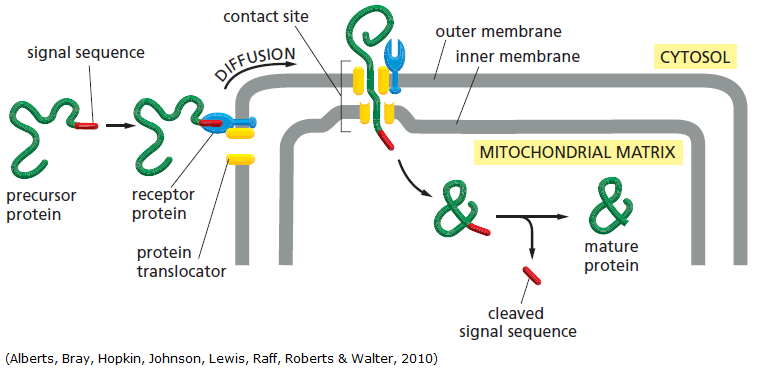 contact site
signal sequence
DIFFUSION
outer membrane
inner membrane
CYTOSOL
MITOCHONDRIAL MATRIX
precursor
protein
receptor
protein
protein
translocator
mature
protein
cleaved
signal sequence
(Alberts, Bray, Hopkin, Johnson, Lewis, Raff, Roberts & Walter, 2010)